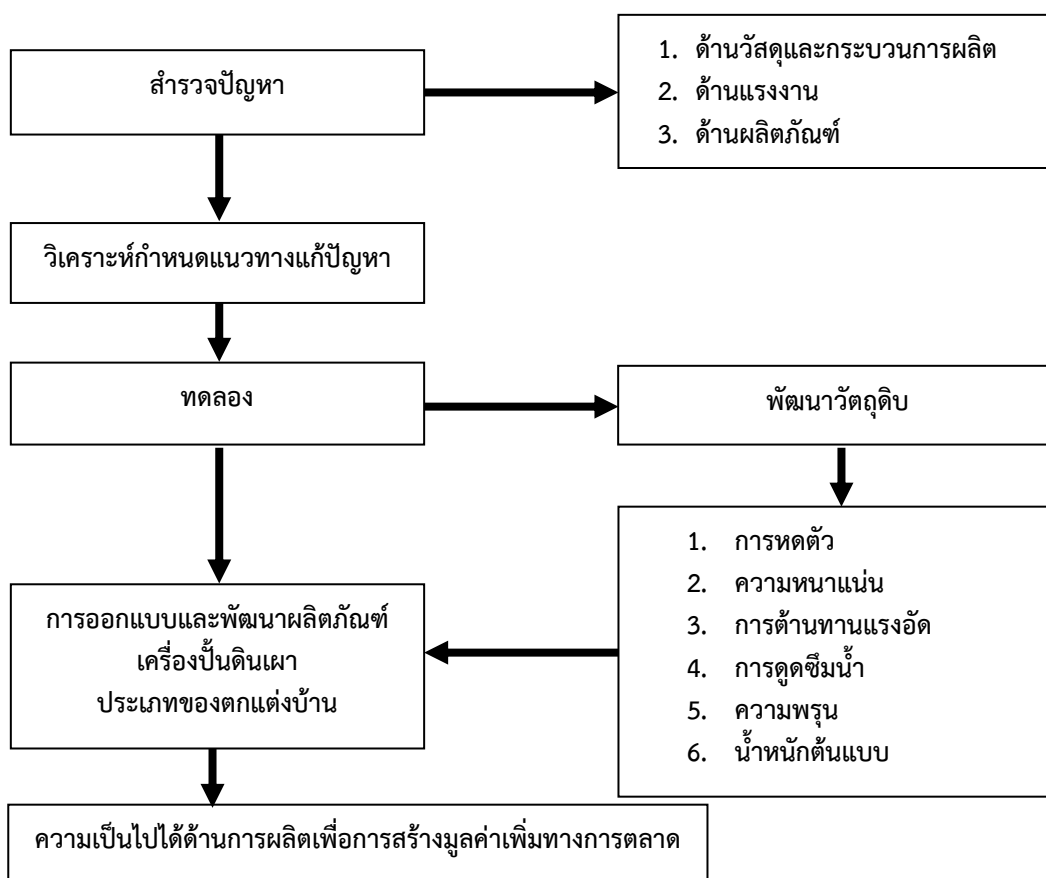 สำรวจปัญหา
1. ด้านวัสดุและกระบวนการผลิต
2. ด้านแรงงาน
3. ด้านผลิตภัณฑ์
วิเคราะห์กำหนดแนวทางแก้ปัญหา
ทดลอง
พัฒนาวัตถุดิบ
1. การหดตัว
2. ความหนาแน่น
3. การต้านทานแรงอัด
4. การดูดซึมน้ำ
5. ความพรุน
6. น้ำหนักต้นแบบ
การออกแบบและพัฒนาผลิตภัณฑ์
เครื่องปั้นดินเผา
ประเภทของตกแต่งบ้าน
ความเป็นไปได้ด้านการผลิตเพื่อการสร้างมูลค่าเพิ่มทางการตลาด